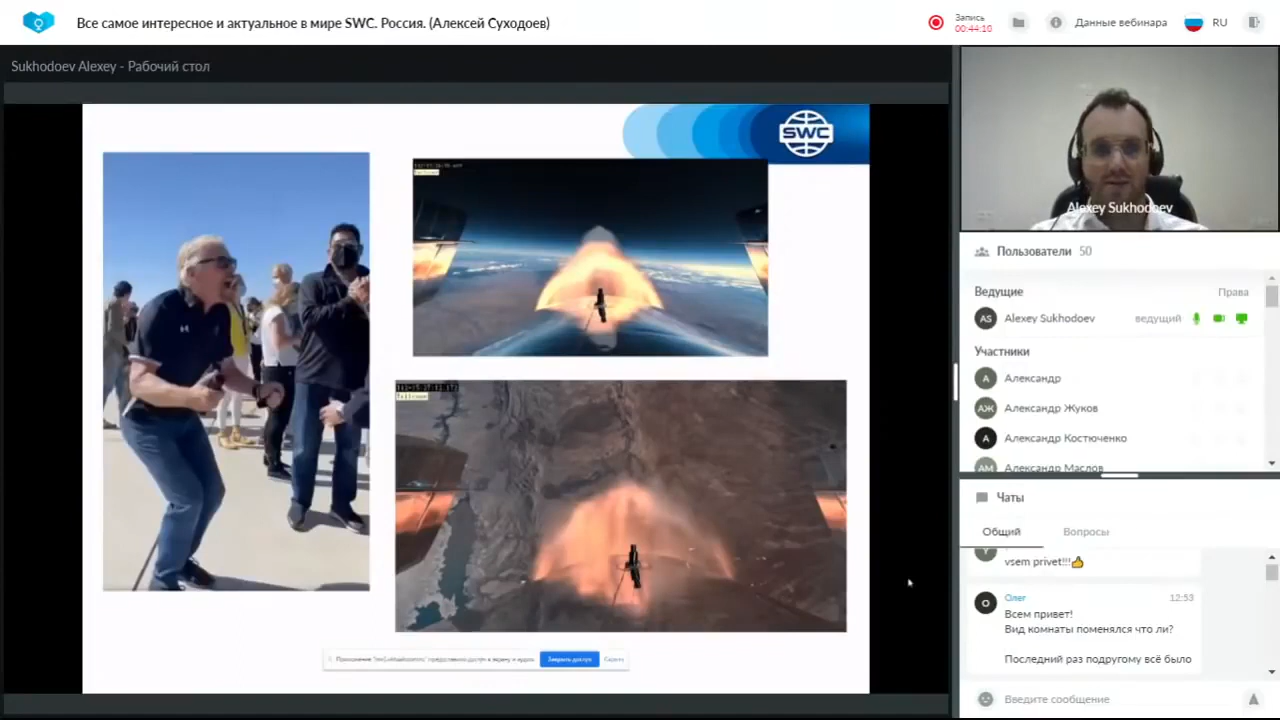 Все самое интересное и актуальное в мире SWC. Россия. (Алексей Суходоев)
Запись
00:44:10
Данные вебинара
RU
Sukhodoev Alexey - Рабочий стол
SWC
Alexey Sukhodoev
Закрыть доступ
Скрыть
Пользователи 50
Ведущие
Права
AS
Alexey Sukhodoev
ведущий
Участники
А
Александр
АЖ
Александр Жуков
А
Александр Костюченко
АМ
Александр Маслов
Чаты
Общий
Вопросы
vsem privet!!!👍
О
Олег
12:53
Всем привет!
Вид комнаты поменялся что ли?
Последний раз подругому всё было
Введите сообщение